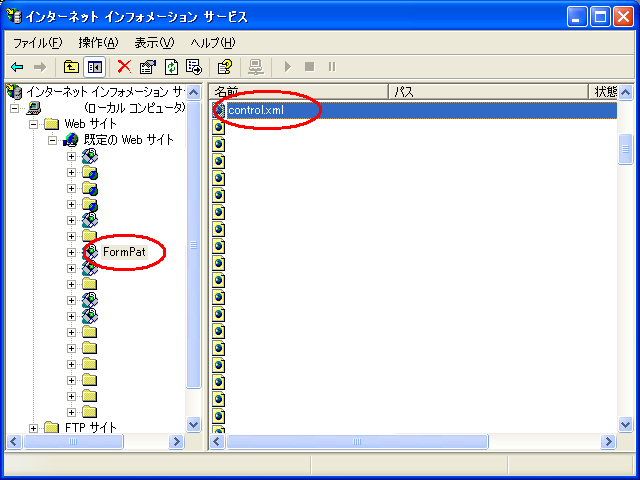 インターネット インフォメーション サービス
ファイル(F) 操作(A) 表示(V) ヘルプ(H)
インターネット インフォメーション サ
(ローカル コンピュータ)
Web サイト
既定の Web サイト
FormPat
FTP サイト
名前 パス 状態
control.xml